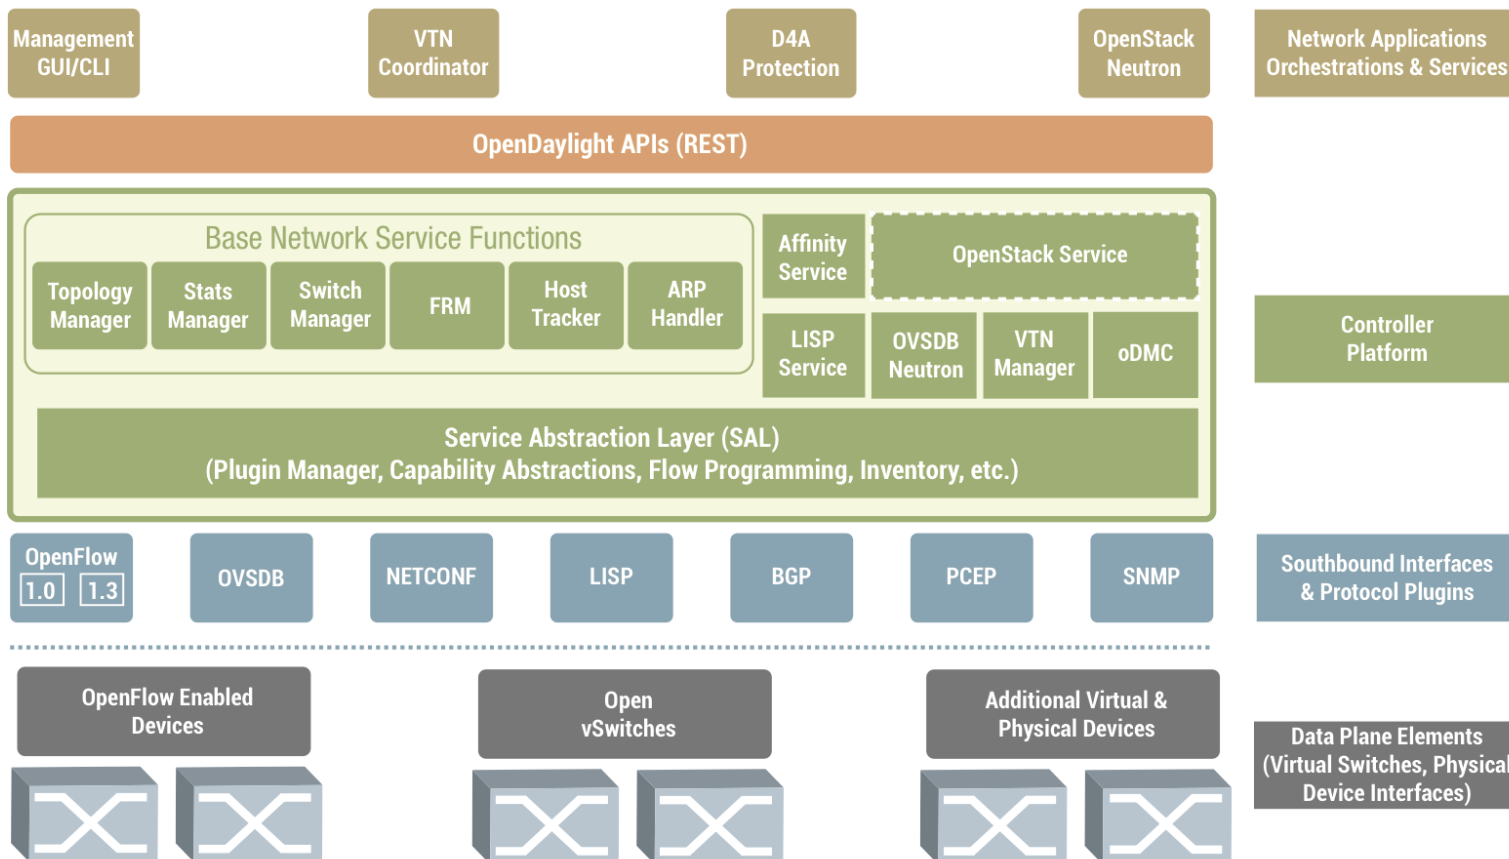 Management
GUI/CLI
VTN
Coordinator
D4A
Protection
OpenStack
Neutron
Network Applications
Orchestrations & Services
OpenDaylight APIs (REST)
Base Network Service Functions
Topology
Manager
Stats
Manager
Switch
Manager
FRM
Host
Tracker
ARP
Handler
Affinity
Service
OpenStack Service
LISP
Service
OVSDB
Neutron
VTN
Manager
oDMC
Controller
Platform
Service Abstraction Layer (SAL)
(Plugin Manager, Capability Abstractions, Flow Programming, Inventory, etc.)
OpenFlow
1.0 1.3
OVSDB
NETCONF
LISP
BGP
PCEP
SNMP
Southbound Interfaces
& Protocol Plugins
OpenFlow Enabled
Devices
Open
vSwitches
Additional Virtual &
Physical Devices
Data Plane Elements
(Virtual Switches, Physical
Device Interfaces)